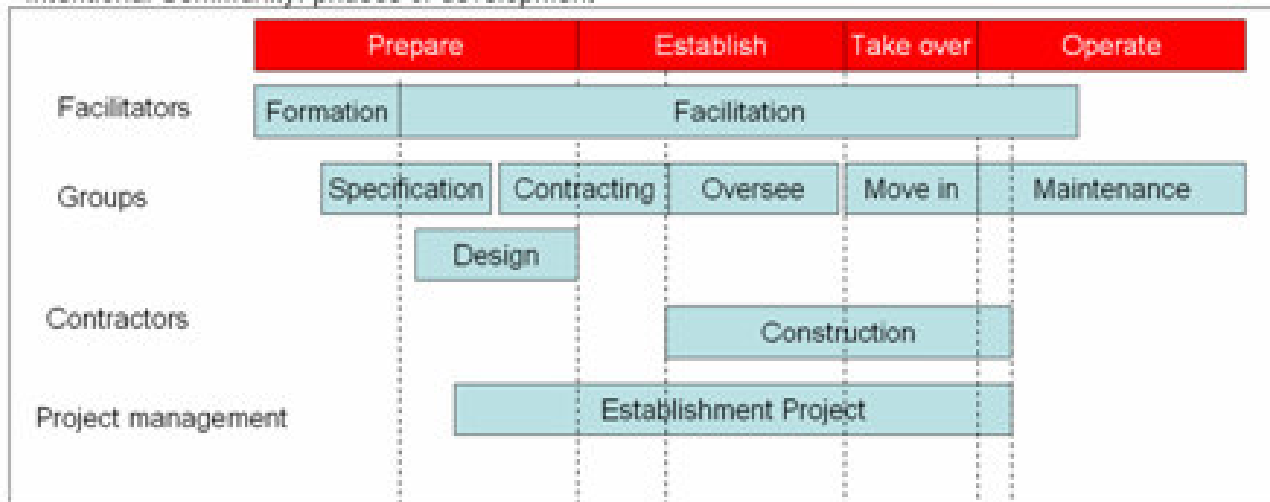 Prepare Establish Take over Operate
Facilitators Formation Facilitation
Groups Specification Contracting Oversee Move in Maintenance
Design
Contractors Construction
Project management Establishment Project